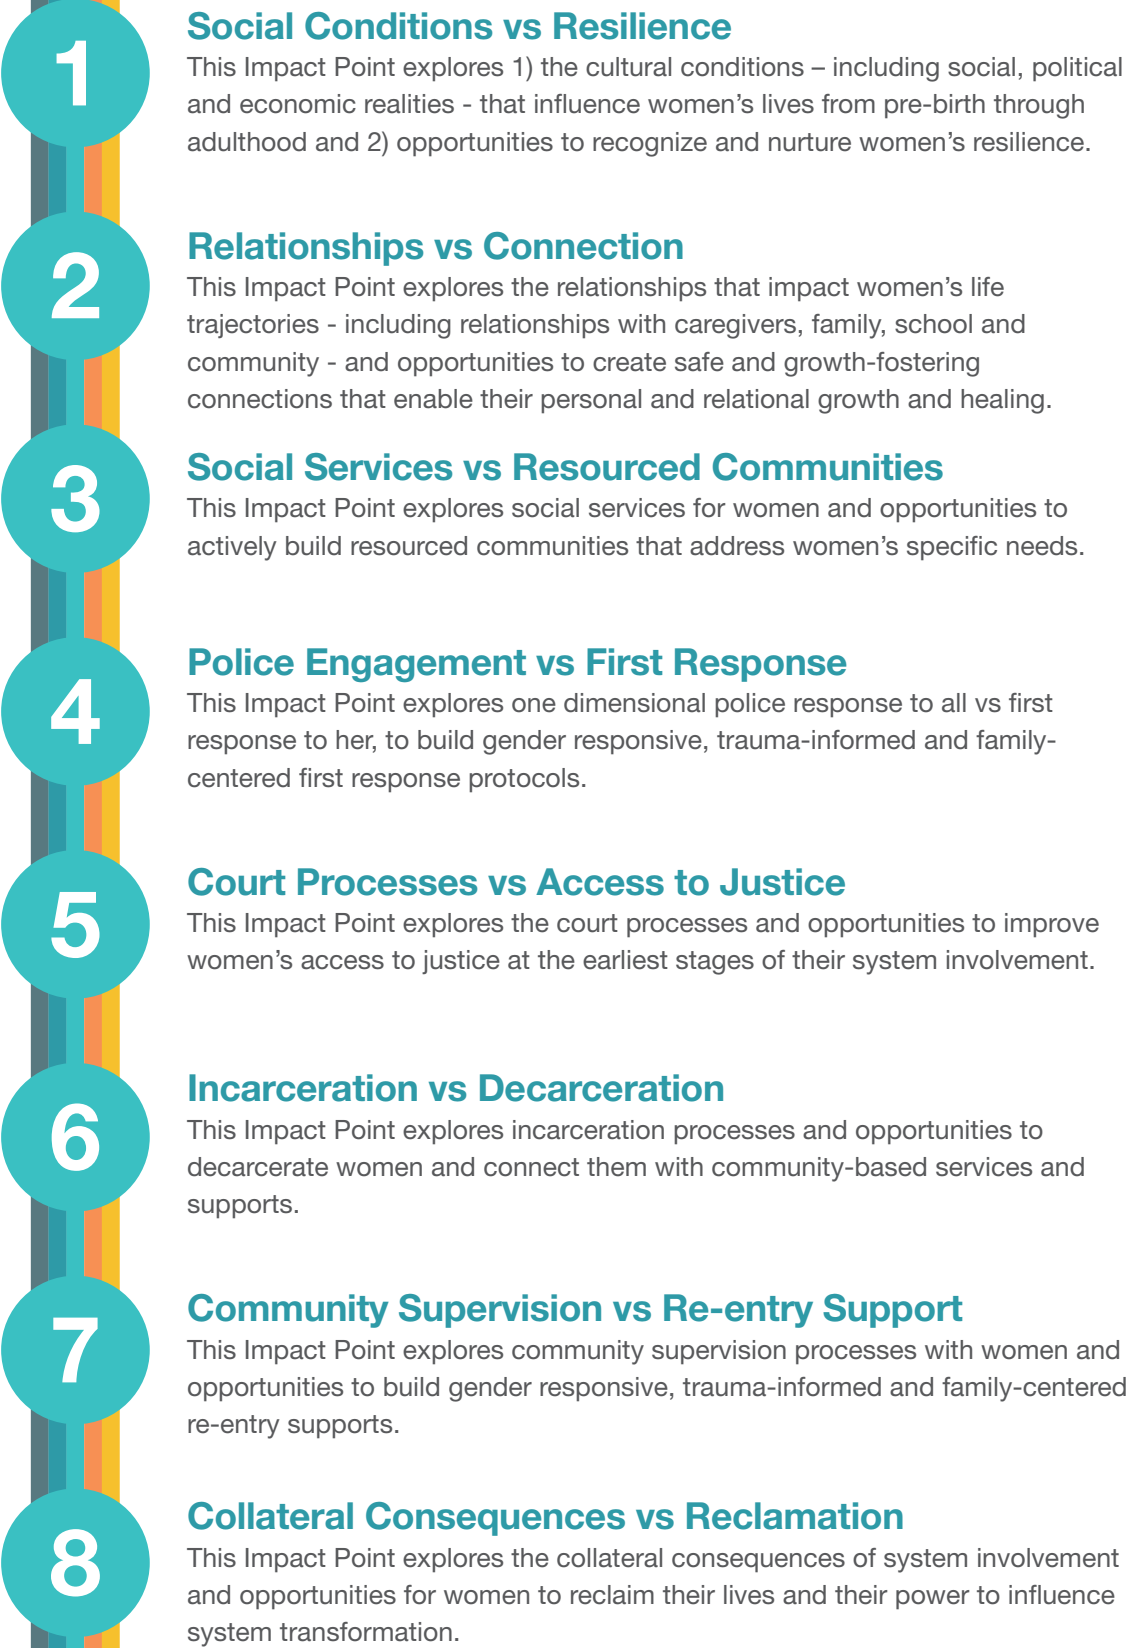 1
Social Conditions vs Resilience
This Impact Point explores 1) the cultural conditions – including social, political
and economic realities - that influence women’s lives from pre-birth through
adulthood and 2) opportunities to recognize and nurture women’s resilience.
2
Relationships vs Connection
This Impact Point explores the relationships that impact women’s life
trajectories - including relationships with caregivers, family, school and
community - and opportunities to create safe and growth-fostering
connections that enable their personal and relational growth and healing.
3
Social Services vs Resourced Communities
This Impact Point explores social services for women and opportunities to
actively build resourced communities that address women’s specific needs.
4
Police Engagement vs First Response
This Impact Point explores one dimensional police response to all vs first
response to her, to build gender responsive, trauma-informed and family-
centered first response protocols.
5
Court Processes vs Access to Justice
This Impact Point explores the court processes and opportunities to improve
women’s access to justice at the earliest stages of their system involvement.
6
Incarceration vs Decarceration
This Impact Point explores incarceration processes and opportunities to
decarcerate women and connect them with community-based services and
supports.
7
Community Supervision vs Re-entry Support
This Impact Point explores community supervision processes with women and
opportunities to build gender responsive, trauma-informed and family-centered
re-entry supports.
8
Collateral Consequences vs Reclamation
This Impact Point explores the collateral consequences of system involvement
and opportunities for women to reclaim their lives and their power to influence
system transformation.